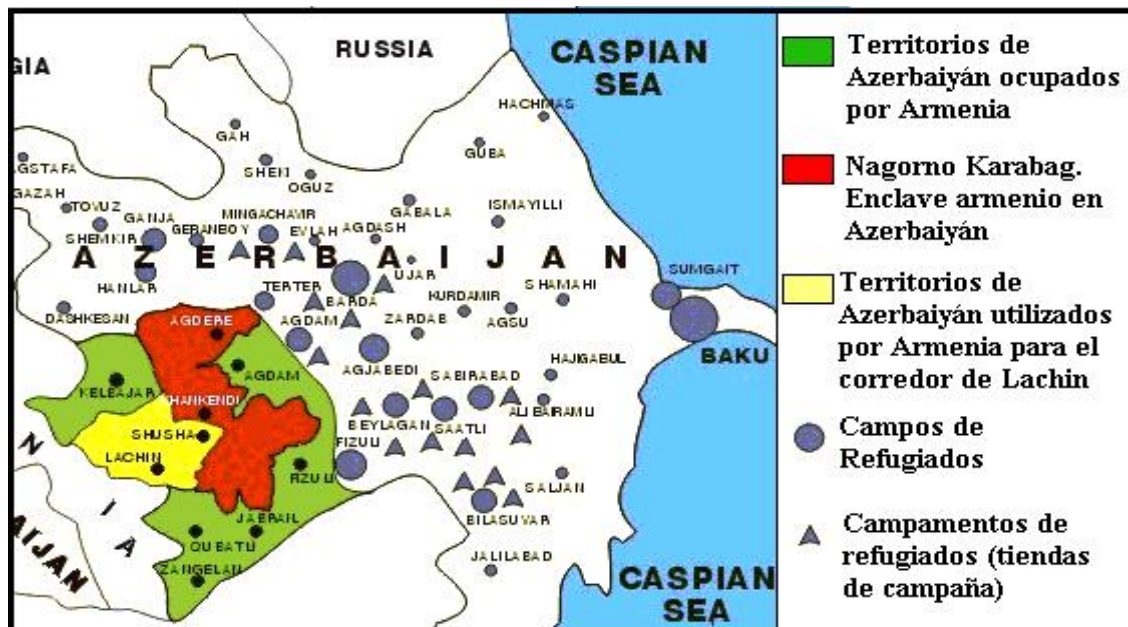 GIA
RUSSIA
CASPIAN
SEA
HACHMAS
GAH
GUBA
AGSTAFA
SHEKI
OGUZ
GAZAH
TOVUZ
GANJA
MINGACHAVIR
GABALA
ISMAYILLI
SHEMKIR
GERANBOY
EVLAH
AGDASH
AZERBAIJAN
UJAR
SUMGAIT
HANLAR
TERTER
BARDA
KURDAMIR
SHAMAHI
DASHKESAN
AGDERE
AGDAM
ZARDAB
AGSU
BAKU
AGDAM
AGJABEDI
HAJIGABUL
KELBAJAR
SABIRABAD
HANKENDI
ALI BAIRAMLI
SHUSHA
BEYLAGAN
SAATLI
LACHIN
FIZULI
FIZULI
SALJAN
NIA
JABRAIL
BILASUVAR
AIJAN
QUBATLI
ZANGELAN
JALILABAD
CASPIAN
SEA
Territorios de
Azerbaiyán ocupados
por Armenia
Nagorno Karabag.
Enclave armenio en
Azerbaiyán
Territorios de
Azerbaiyán utilizados
por Armenia para el
corredor de Lachin
Campos de
Refugiados
Campamentos de
refugiados (tiendas
de campaña)